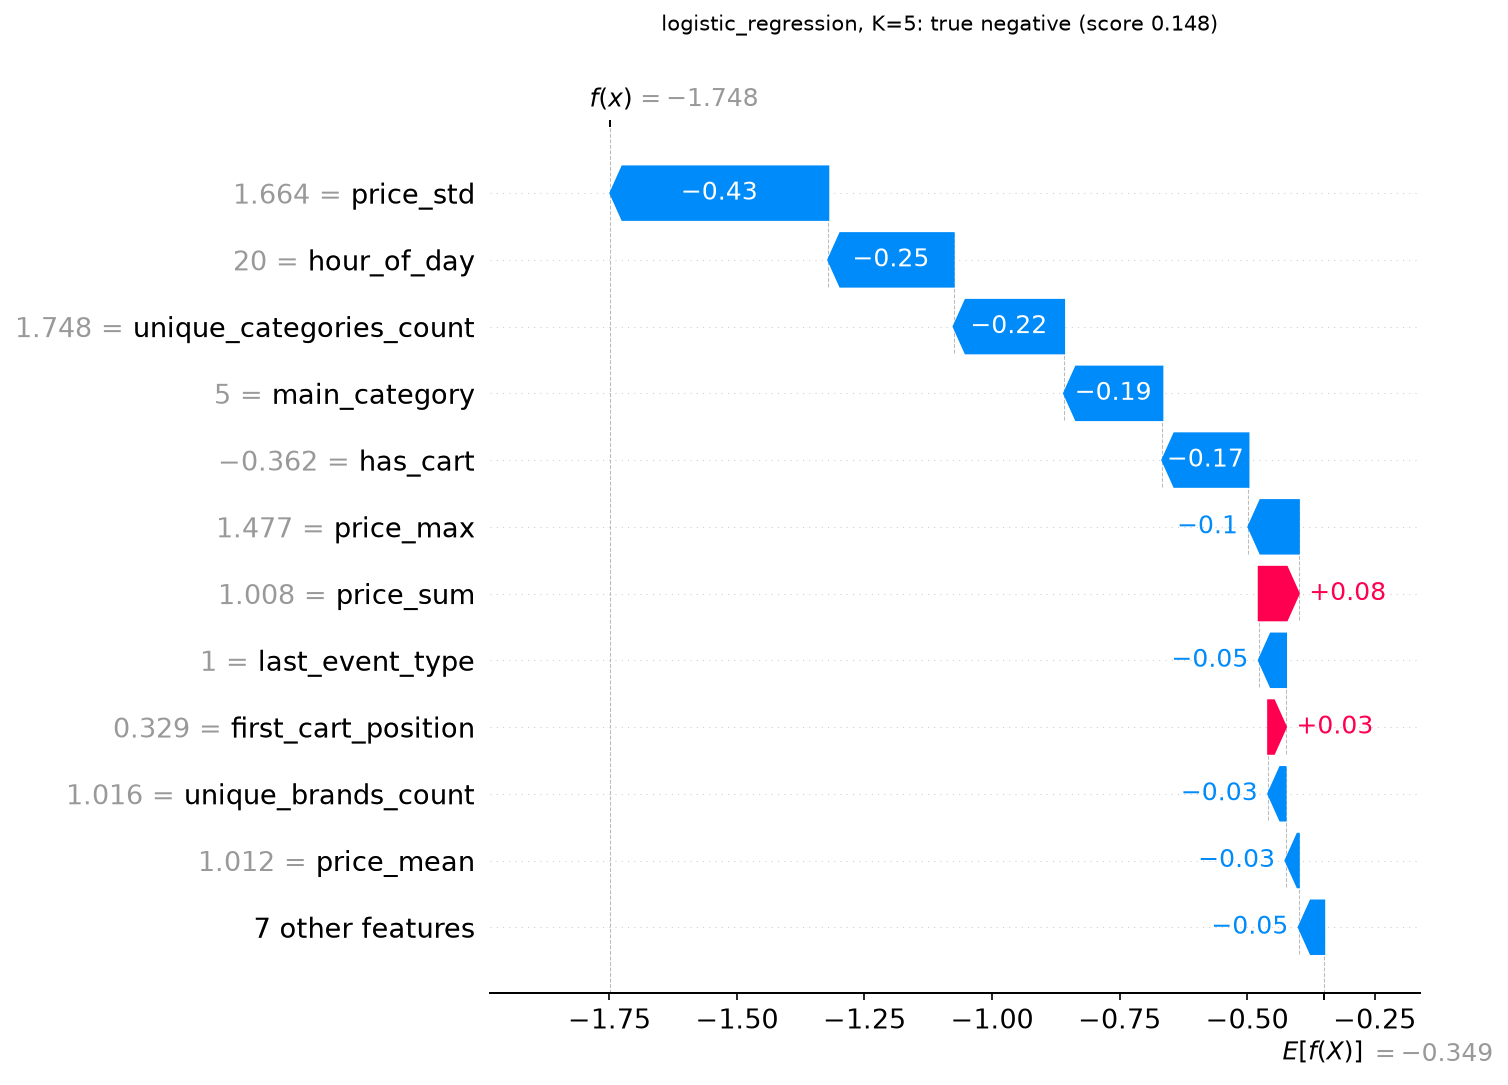 logistic_regression, K=5: true negative (score 0.148)
f(x) = −1.748
1.664 = price_std −0.43
20 = hour_of_day −0.25
1.748 = unique_categories_count −0.22
5 = main_category −0.19
−0.362 = has_cart −0.17
1.477 = price_max −0.1
1.008 = price_sum +0.08
1 = last_event_type −0.05
0.329 = first_cart_position +0.03
1.016 = unique_brands_count −0.03
1.012 = price_mean −0.03
7 other features −0.05
−1.75 −1.50 −1.25 −1.00 −0.75 −0.50 −0.25
E[f(X)] = −0.349